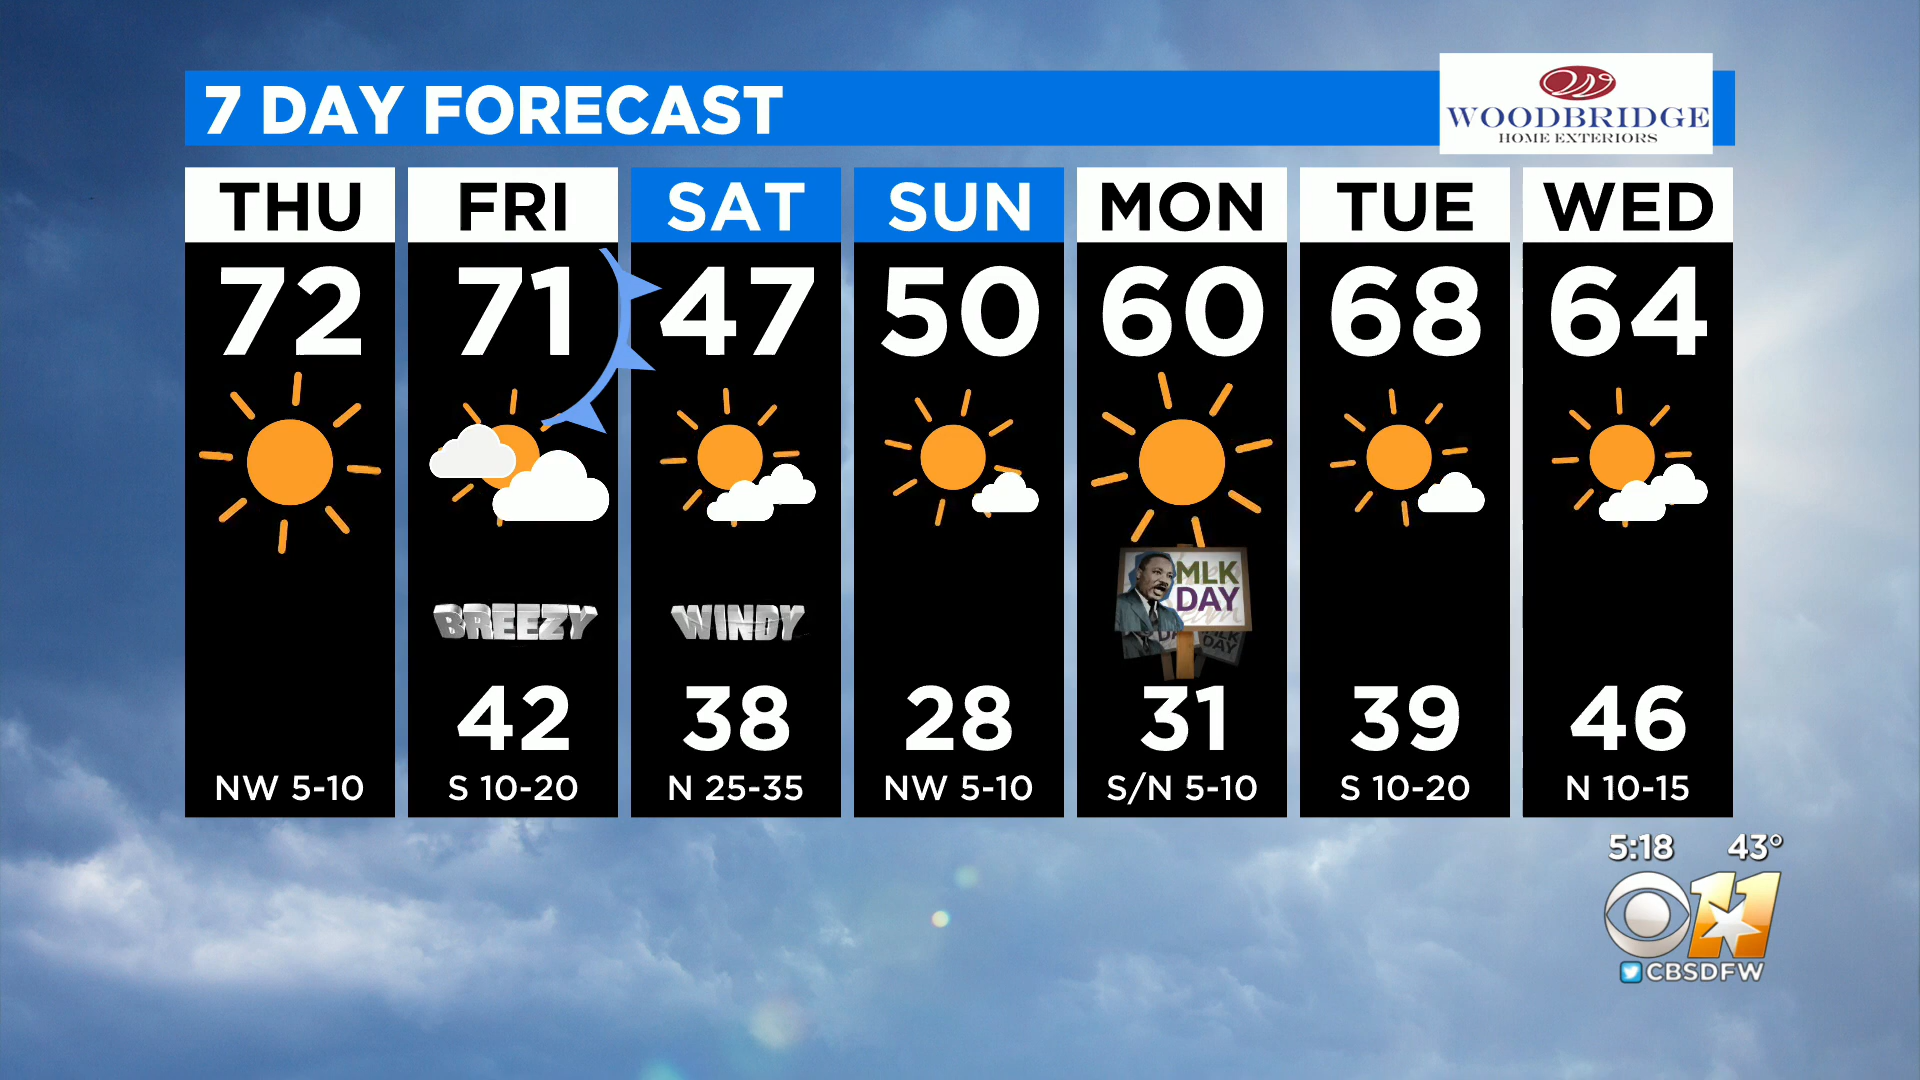 7 DAY FORECAST
WOODBRIDGE
HOME EXTERIORS
THU FRI SAT SUN MON TUE WED
72 71 47 50 60 68 64
MLK
DAY
BREEZY WINDY
42 38 28 31 39 46
NW 5-10 S 10-20 N 25-35 NW 5-10 S/N 5-10 S 10-20 N 10-15
5:18 43°
11
CBSDFW